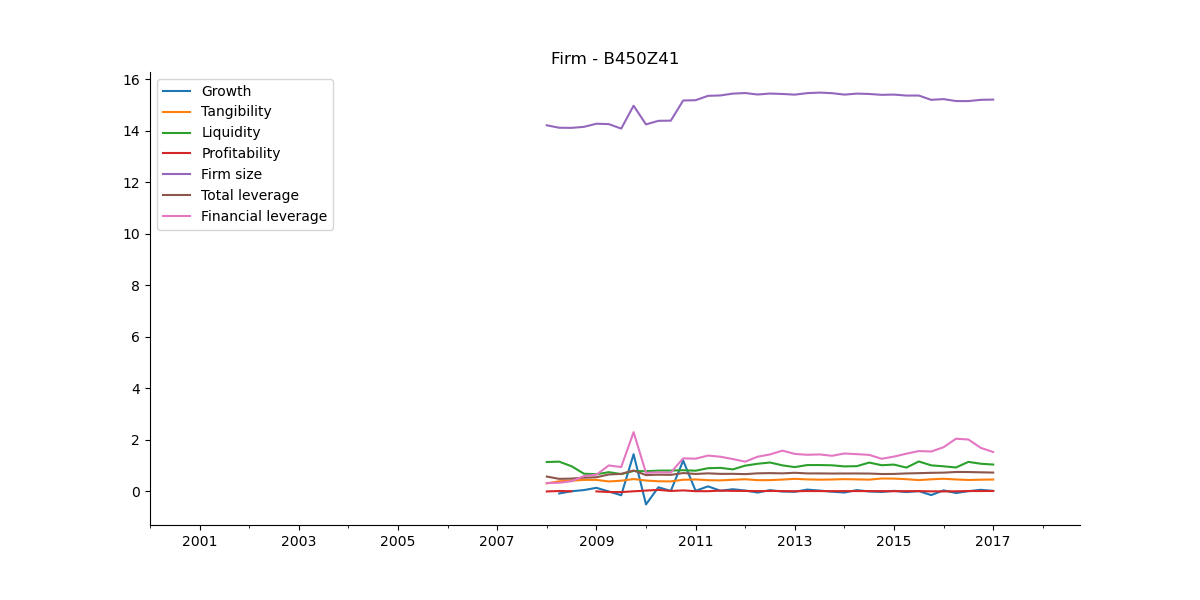 Firm - B450Z41
16
14
12
10
8
6
4
2
0
Growth
Tangibility
Liquidity
Profitability
Firm size
Total leverage
Financial leverage
2001 2003 2005 2007 2009 2011 2013 2015 2017